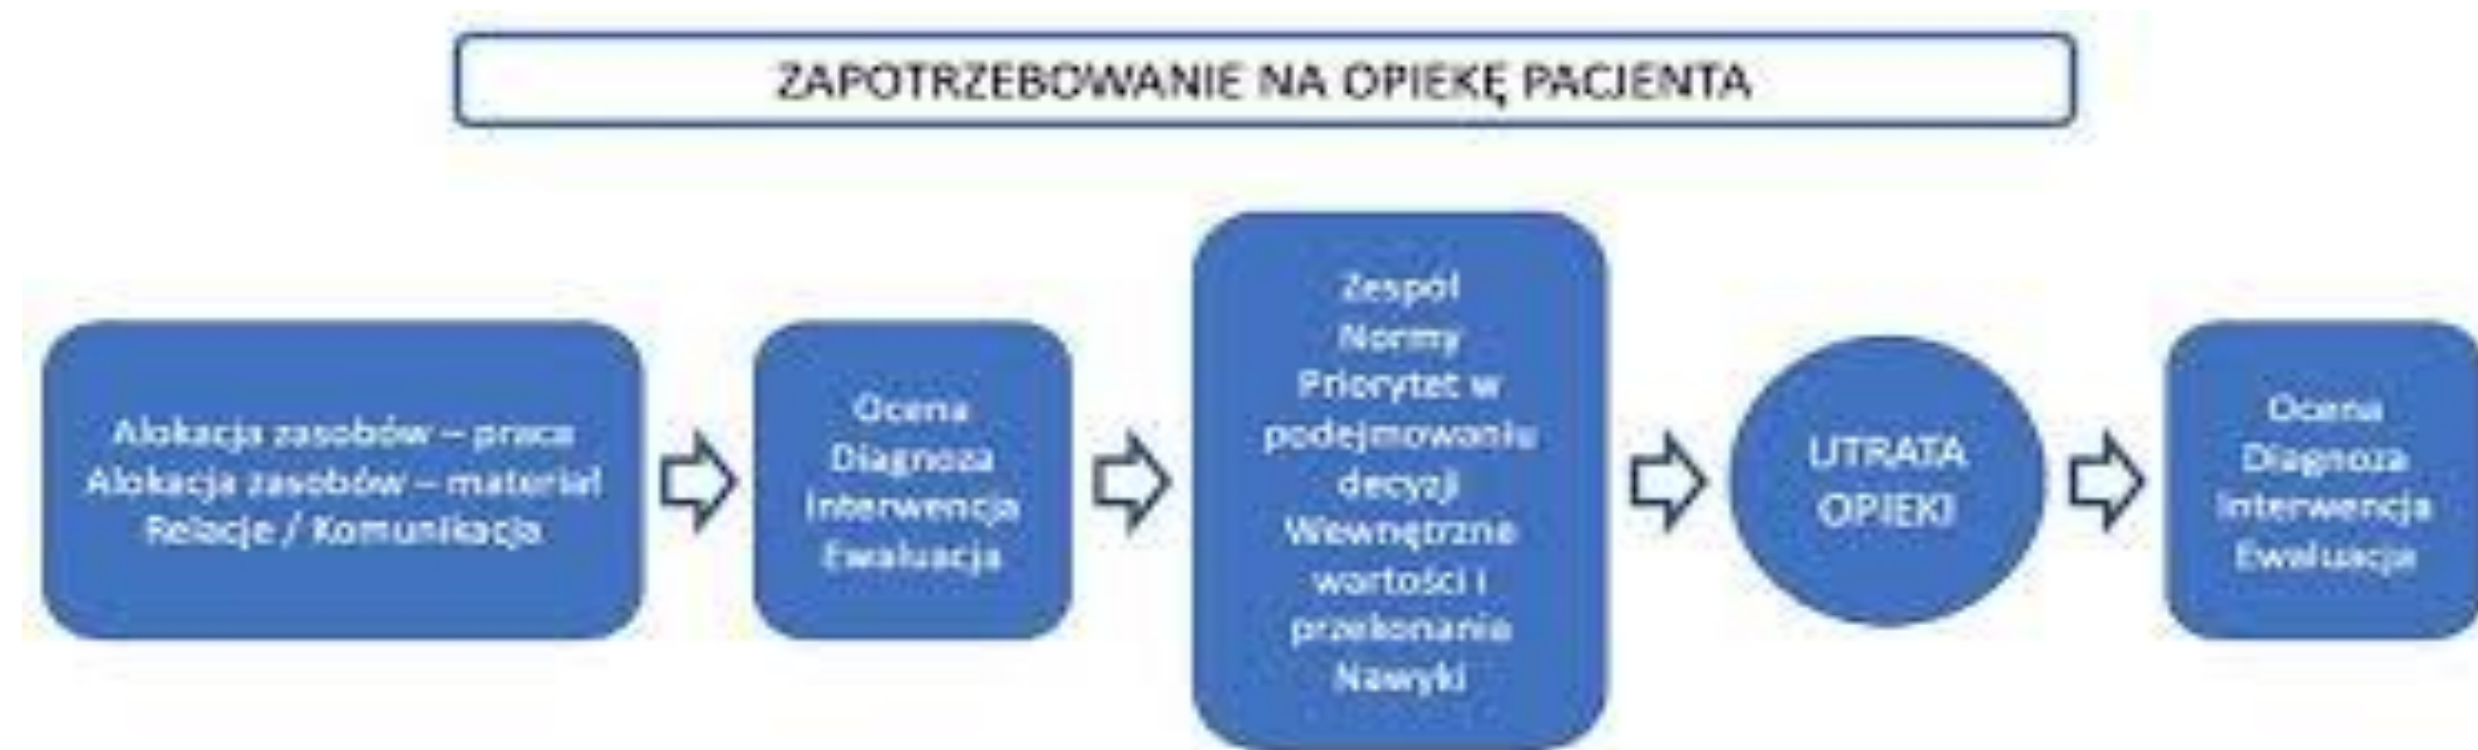 ZAPOTRZEBOWANIE NA OPIEKĘ PACJENTA
Alokacja zasobów – praca
Alokacja zasobów – materiał
Relacje / Komunikacja
Ocena
Diagnoza
Interwencja
Ewaluacja
Zespół
Normy
Priorytet w
podejmowaniu
decyzji
Wewnętrzne
wartości i
przekonania
Nawyki
UTRATA
OPIEKI
Ocena
Diagnoza
Interwencja
Ewaluacja